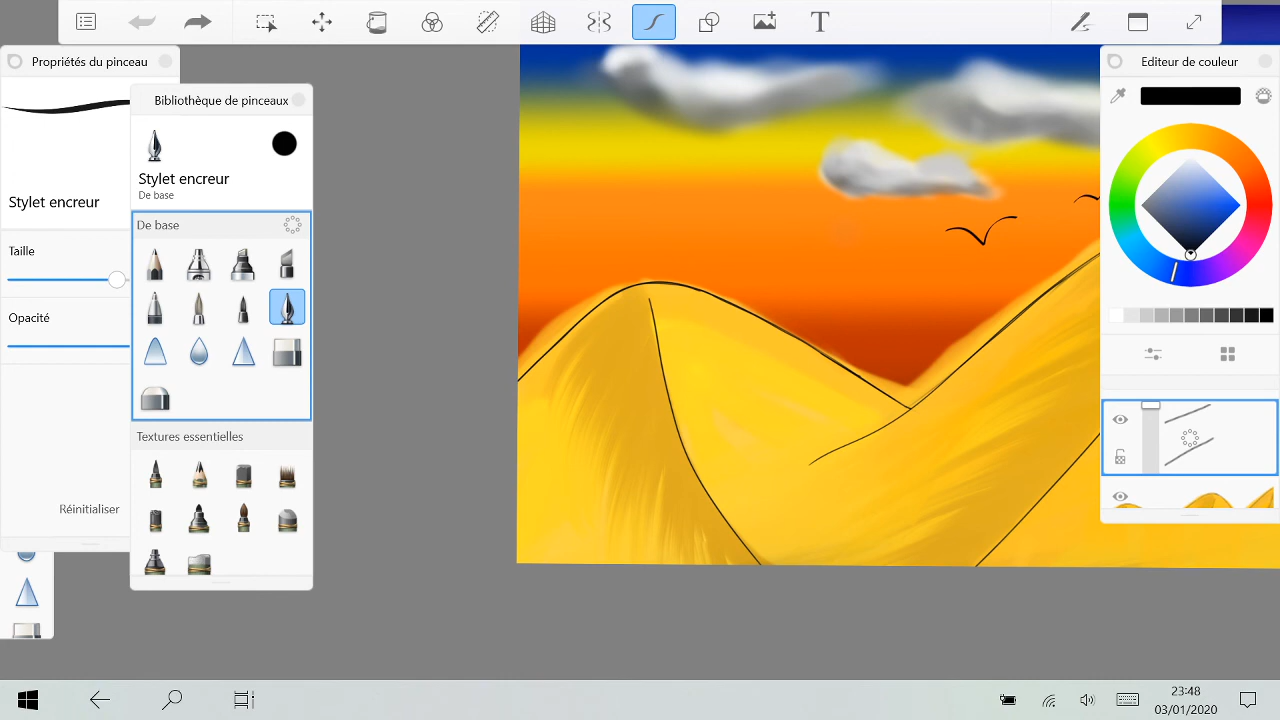 T
Propriétés du pinceau
Stylet encreur
Taille
Opacité
Réinitialiser
Bibliothèque de pinceaux
Stylet encreur
De base
De base
Textures essentielles
Editeur de couleur
23:48
03/01/2020